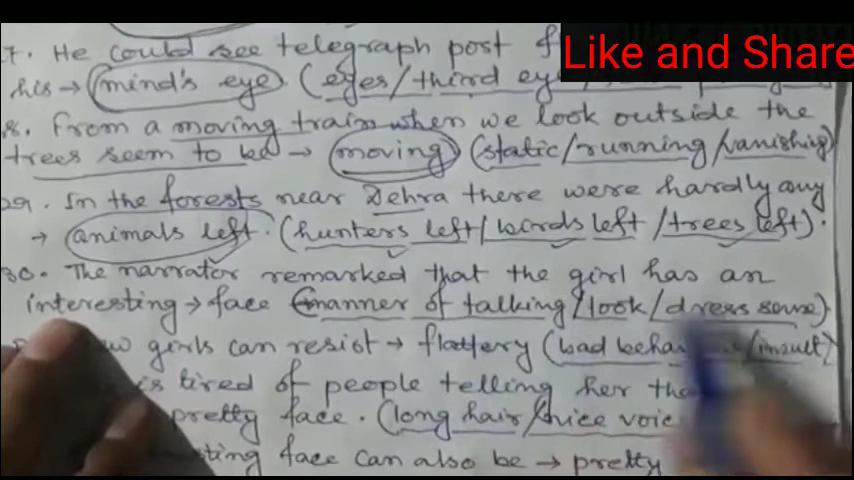 Like and Share
7. He could see telegraph post
his → mind's eye. (eyes/third eye/
8. From a moving train when we look outside the
trees seem to be → moving (static/running/vanishing)
29. In the forests near Dehra there were hardly any
→ animals left. (hunters left/birds left/trees left).
30. The narrator remarked that the girl has an
interesting → face (manner of talking/look/dress sense)
girls can resist → flattery (bad /insult)
is tired of people telling her
pretty face. (long hair/nice voice
face can also be → pretty